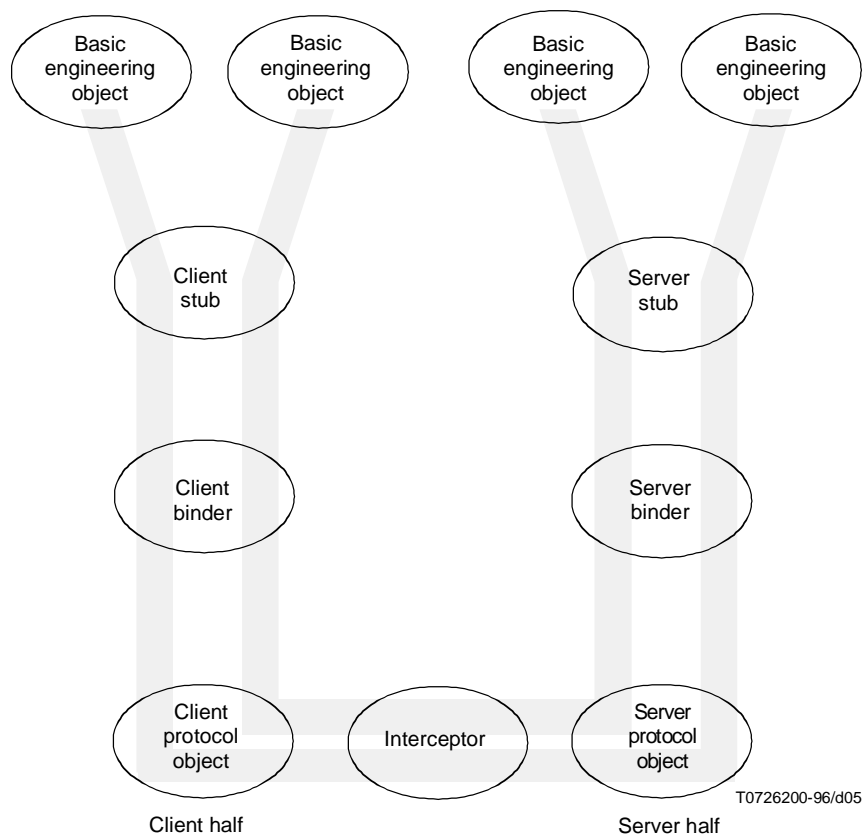 Basic
engineering
object
Basic
engineering
object
Basic
engineering
object
Basic
engineering
object
Client
stub
Server
stub
Client
binder
Server
binder
Client
protocol
object
Interceptor
Server
protocol
object
T0726200-96/d05
Client half
Server half